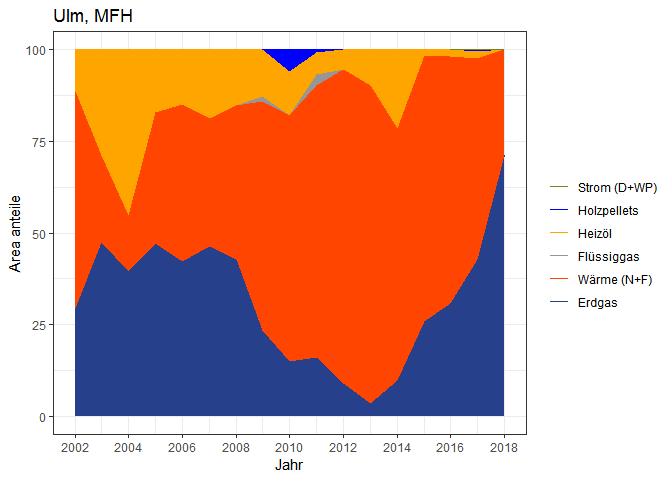 Ulm, MFH
100
75
50
25
0
Area anteile
2002 2004 2006 2008 2010 2012 2014 2016 2018
Jahr
Strom (D+WP)
Holzpellets
Heizöl
Flüssiggas
Wärme (N+F)
Erdgas